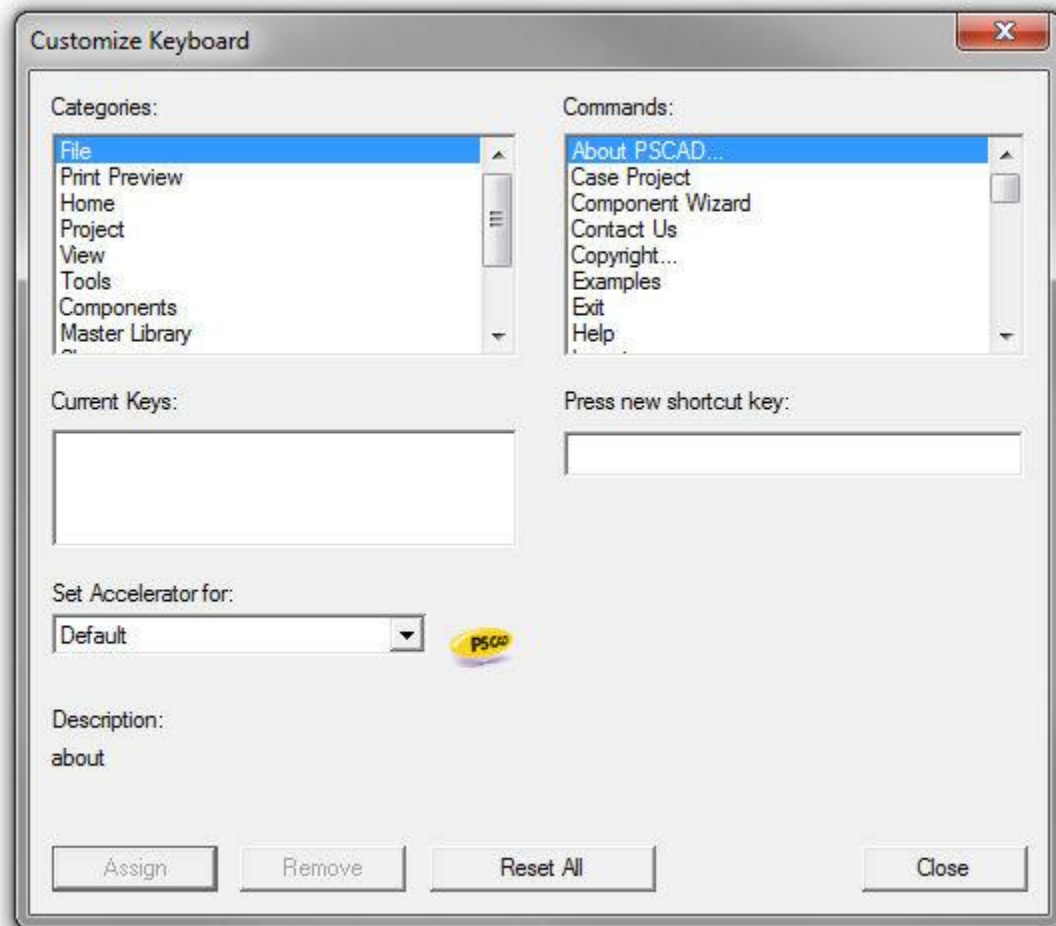 Customize Keyboard
Categories:
File
Print Preview
Home
Project
View
Tools
Components
Master Library
Commands:
About PSCAD...
Case Project
Component Wizard
Contact Us
Copyright...
Examples
Exit
Help
Current Keys:
Press new shortcut key:
Set Accelerator for:
Default
PSCAD
Description:
about
Assign
Remove
Reset All
Close